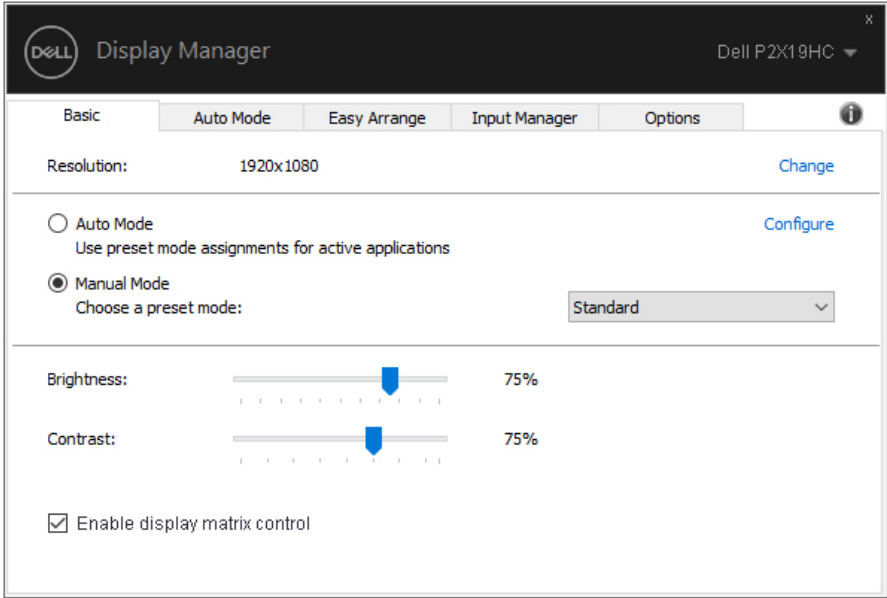 DELL Display Manager
x
Dell P2X19HC
Basic Auto Mode Easy Arrange Input Manager Options i
Resolution: 1920x1080 Change
Auto Mode Configure
Use preset mode assignments for active applications
Manual Mode
Choose a preset mode: Standard
Brightness: 75%
Contrast: 75%
Enable display matrix control